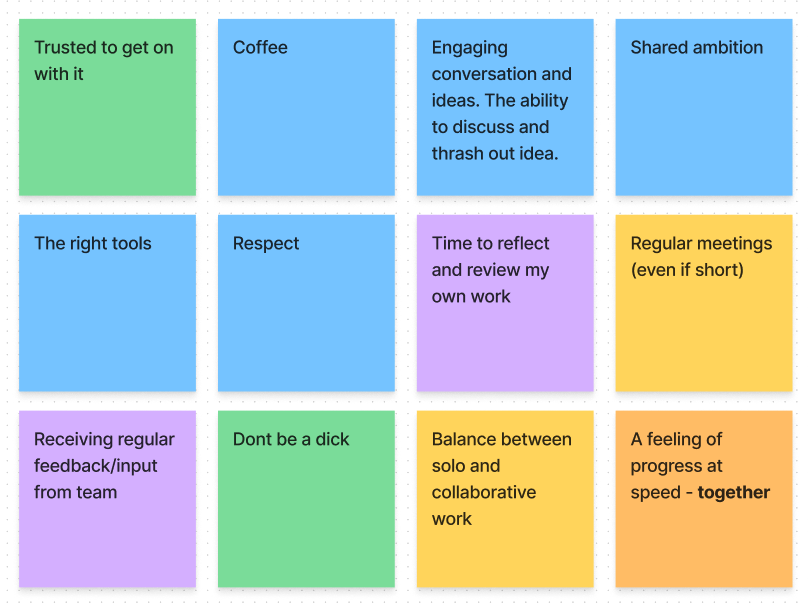 Trusted to get on
with it
Coffee
Engaging
conversation and
ideas. The ability
to discuss and
thrash out idea.
Shared ambition
The right tools
Respect
Time to reflect
and review my
own work
Regular meetings
(even if short)
Receiving regular
feedback/input
from team
Dont be a dick
Balance between
solo and
collaborative
work
A feeling of
progress at
speed - together